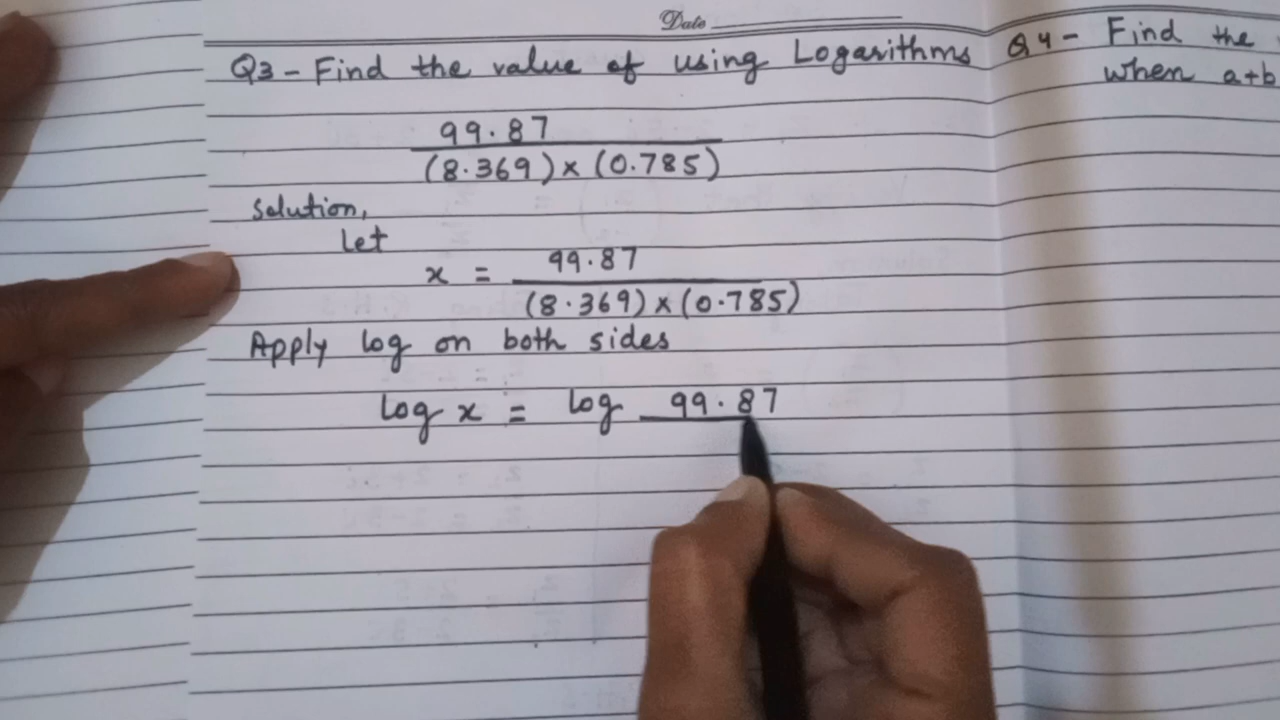 Date
Q3 - Find the value of using Logarithms
99.87
(8.369) x (0.785)
Solution,
Let
x = 99.87
(8.369) x (0.785)
Apply log on both sides
log x = log 99.87
Q4 - Find the
when a+b